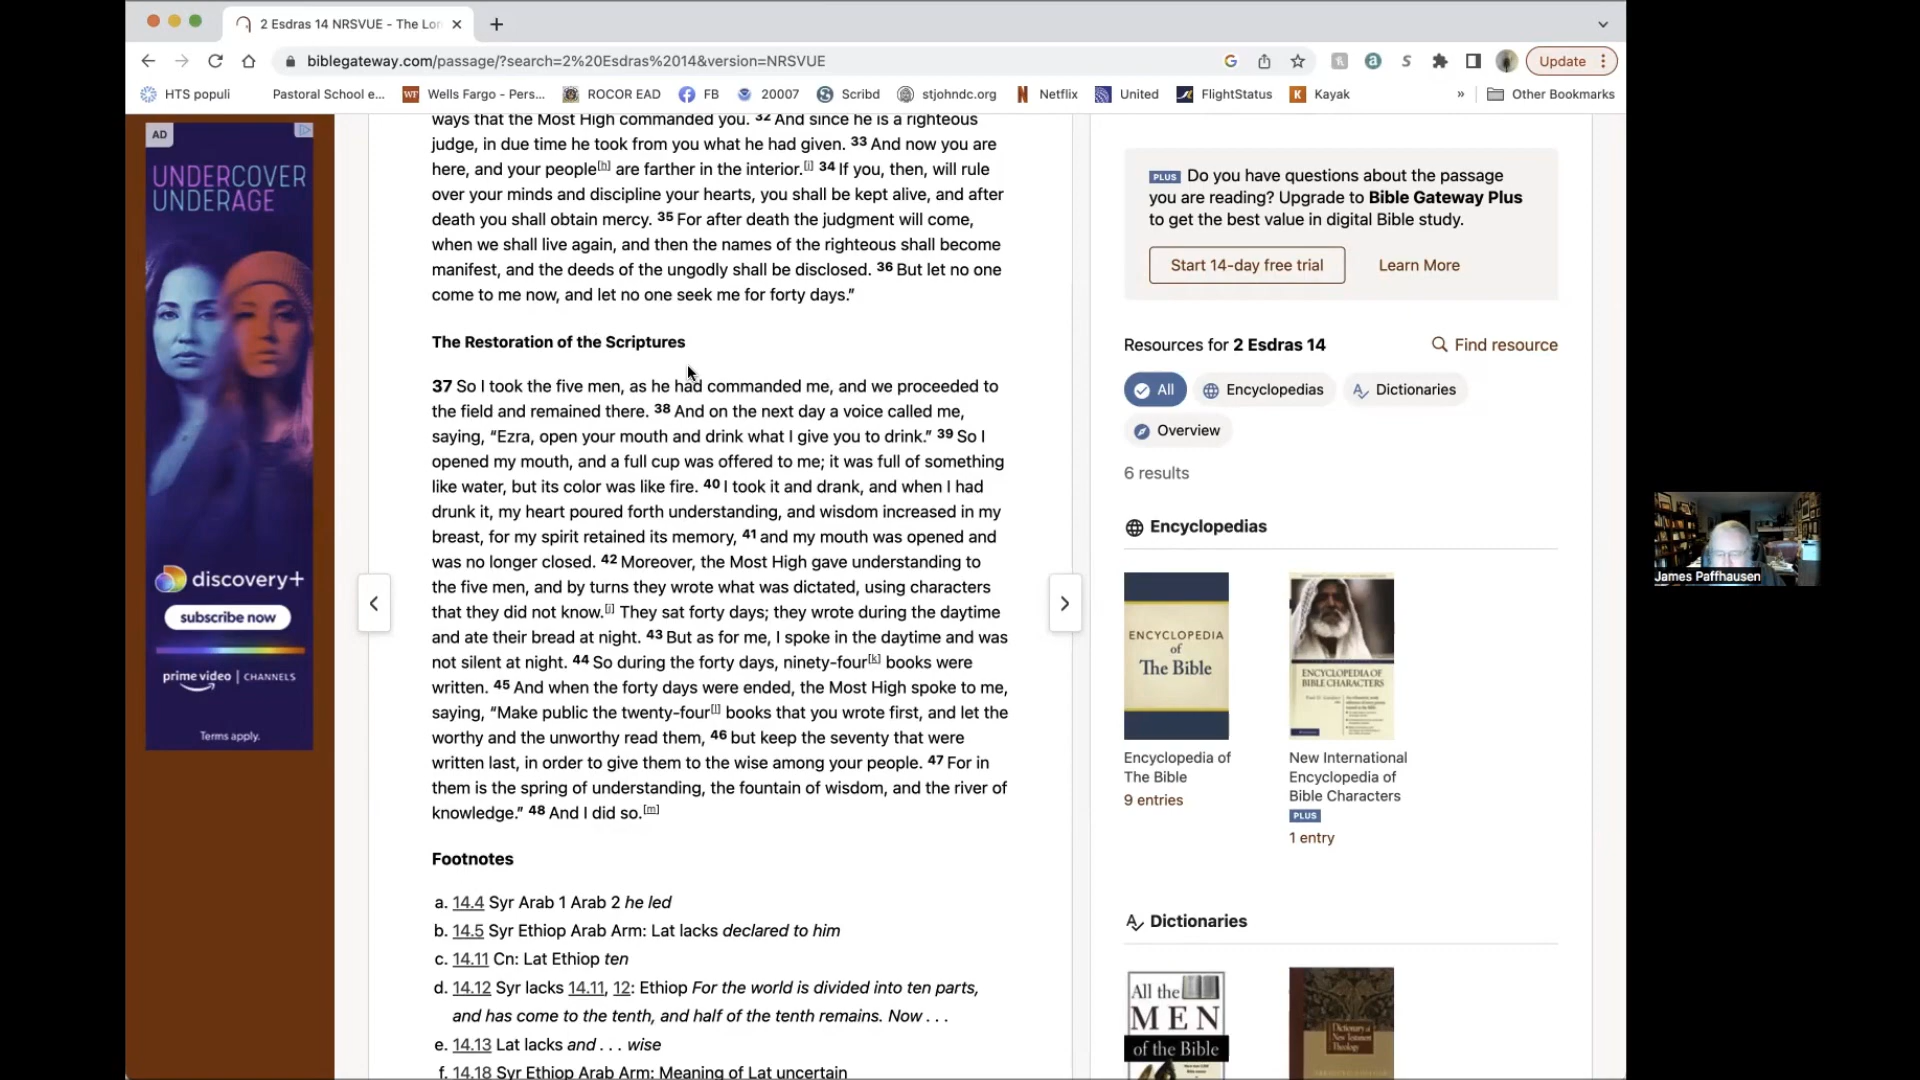 2 Esdras 14 NRSVUE - The Lor
biblegateway.com/passage/?search=2%20Esdras%2014&version=NRSVUE
Update
HTS populi
Pastoral School e...
WF
Wells Fargo - Pers...
ROCOR EAD
FB
20007
Scribd
stjohndc.org
Netflix
United
FlightStatus
Kayak
»
Other Bookmarks
AD
UNDERCOVER
UNDERAGE
discovery+
subscribe now
prime video | CHANNELS
Terms apply.
ways that the Most High commanded you. 32 And since he is a righteous
judge, in due time he took from you what he had given. 33 And now you are
here, and your people[h] are farther in the interior.[i] 34 If you, then, will rule
over your minds and discipline your hearts, you shall be kept alive, and after
death you shall obtain mercy. 35 For after death the judgment will come,
when we shall live again, and then the names of the righteous shall become
manifest, and the deeds of the ungodly shall be disclosed. 36 But let no one
come to me now, and let no one seek me for forty days.”
The Restoration of the Scriptures
37 So I took the five men, as he had commanded me, and we proceeded to
the field and remained there. 38 And on the next day a voice called me,
saying, “Ezra, open your mouth and drink what I give you to drink.” 39 So I
opened my mouth, and a full cup was offered to me; it was full of something
like water, but its color was like fire. 40 I took it and drank, and when I had
drunk it, my heart poured forth understanding, and wisdom increased in my
breast, for my spirit retained its memory, 41 and my mouth was opened and
was no longer closed. 42 Moreover, the Most High gave understanding to
the five men, and by turns they wrote what was dictated, using characters
that they did not know.[j] They sat forty days; they wrote during the daytime
and ate their bread at night. 43 But as for me, I spoke in the daytime and was
not silent at night. 44 So during the forty days, ninety-four[k] books were
written. 45 And when the forty days were ended, the Most High spoke to me,
saying, “Make public the twenty-four[l] books that you wrote first, and let the
worthy and the unworthy read them, 46 but keep the seventy that were
written last, in order to give them to the wise among your people. 47 For in
them is the spring of understanding, the fountain of wisdom, and the river of
knowledge.” 48 And I did so.[m]
Footnotes
a. 14.4 Syr Arab 1 Arab 2 he led
b. 14.5 Syr Ethiop Arab Arm: Lat lacks declared to him
c. 14.11 Cn: Lat Ethiop ten
d. 14.12 Syr lacks 14.11, 12: Ethiop For the world is divided into ten parts,
and has come to the tenth, and half of the tenth remains. Now . . .
e. 14.13 Lat lacks and . . . wise
f. 14.18 Syr Ethiop Arab Arm: Meaning of Lat uncertain
PLUS Do you have questions about the passage
you are reading? Upgrade to Bible Gateway Plus
to get the best value in digital Bible study.
Start 14-day free trial
Learn More
Resources for 2 Esdras 14
Find resource
All
Encyclopedias
Dictionaries
Overview
6 results
Encyclopedias
ENCYCLOPEDIA
of
The Bible
ENCYCLOPEDIA OF
BIBLE CHARACTERS
Encyclopedia of
The Bible
9 entries
New International
Encyclopedia of
Bible Characters
PLUS
1 entry
Dictionaries
All the
MEN
of the Bible
Dictionary of
New Testament
Theology
James Paffhausen